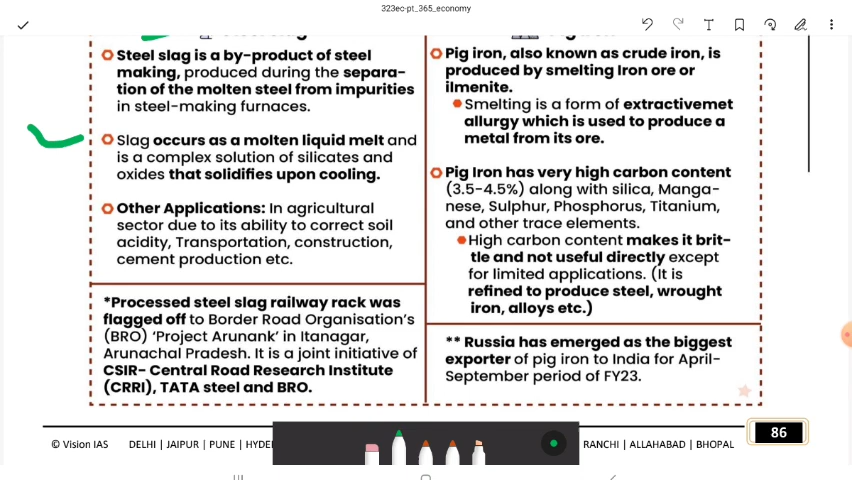 323ec-pt_365_economy
Steel slag is a by-product of steel
making, produced during the separa-
tion of the molten steel from impurities
in steel-making furnaces.
Slag occurs as a molten liquid melt and
is a complex solution of silicates and
oxides that solidifies upon cooling.
Other Applications: In agricultural
sector due to its ability to correct soil
acidity, Transportation, construction,
cement production etc.
*Processed steel slag railway rack was
flagged off to Border Road Organisation's
(BRO) 'Project Arunank' in Itanagar,
Arunachal Pradesh. It is a joint initiative of
CSIR- Central Road Research Institute
(CRRI), TATA steel and BRO.
Pig iron, also known as crude iron, is
produced by smelting Iron ore or
ilmenite.
Smelting is a form of extractivemet
allurgy which is used to produce a
metal from its ore.
Pig Iron has very high carbon content
(3.5-4.5%) along with silica, Manga-
nese, Sulphur, Phosphorus, Titanium,
and other trace elements.
High carbon content makes it brit-
tle and not useful directly except
for limited applications. (It is
refined to produce steel, wrought
iron, alloys etc.)
** Russia has emerged as the biggest
exporter of pig iron to India for April-
September period of FY23.
© Vision IAS DELHI | JAIPUR | PUNE | HYDE RANCHI | ALLAHABAD | BHOPAL 86